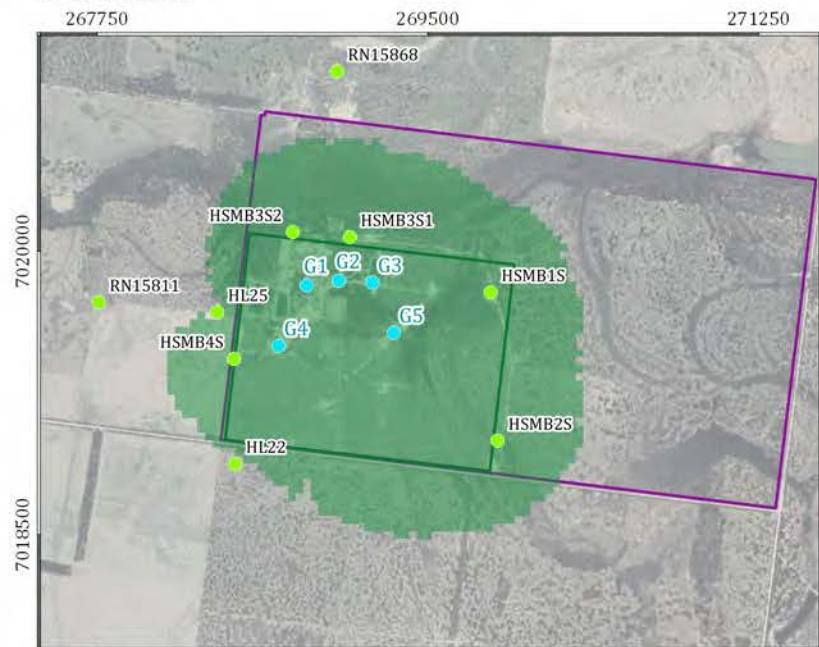 267750 269500 271250
RN15868
HSMB3S2 HSMB3S1
7020000
G1 G2 G3
RN15811 HL25 HSMB1S
HSMB4S G4 G5
HL22 HSMB2S
7018500